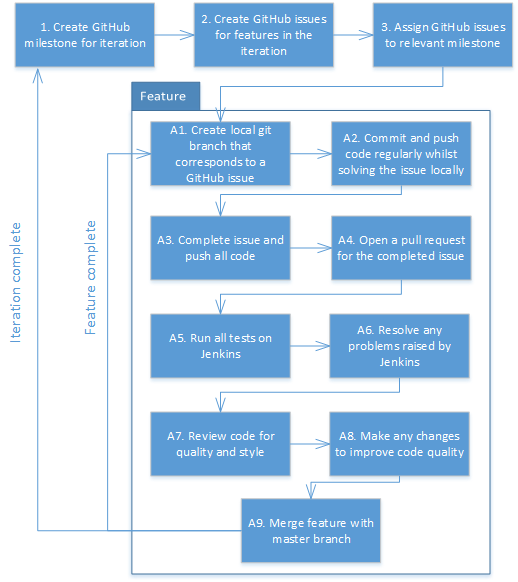 1. Create GitHub
milestone for iteration
2. Create GitHub issues
for features in the
iteration
3. Assign GitHub issues
to relevant milestone
Feature
A1. Create local git
branch that
corresponds to a
GitHub issue
A2. Commit and push
code regularly whilst
solving the issue locally
A3. Complete issue and
push all code
A4. Open a pull request
for the completed issue
A5. Run all tests on
Jenkins
A6. Resolve any
problems raised by
Jenkins
A7. Review code for
quality and style
A8. Make any changes
to improve code quality
A9. Merge feature with
master branch
Iteration complete
Feature complete